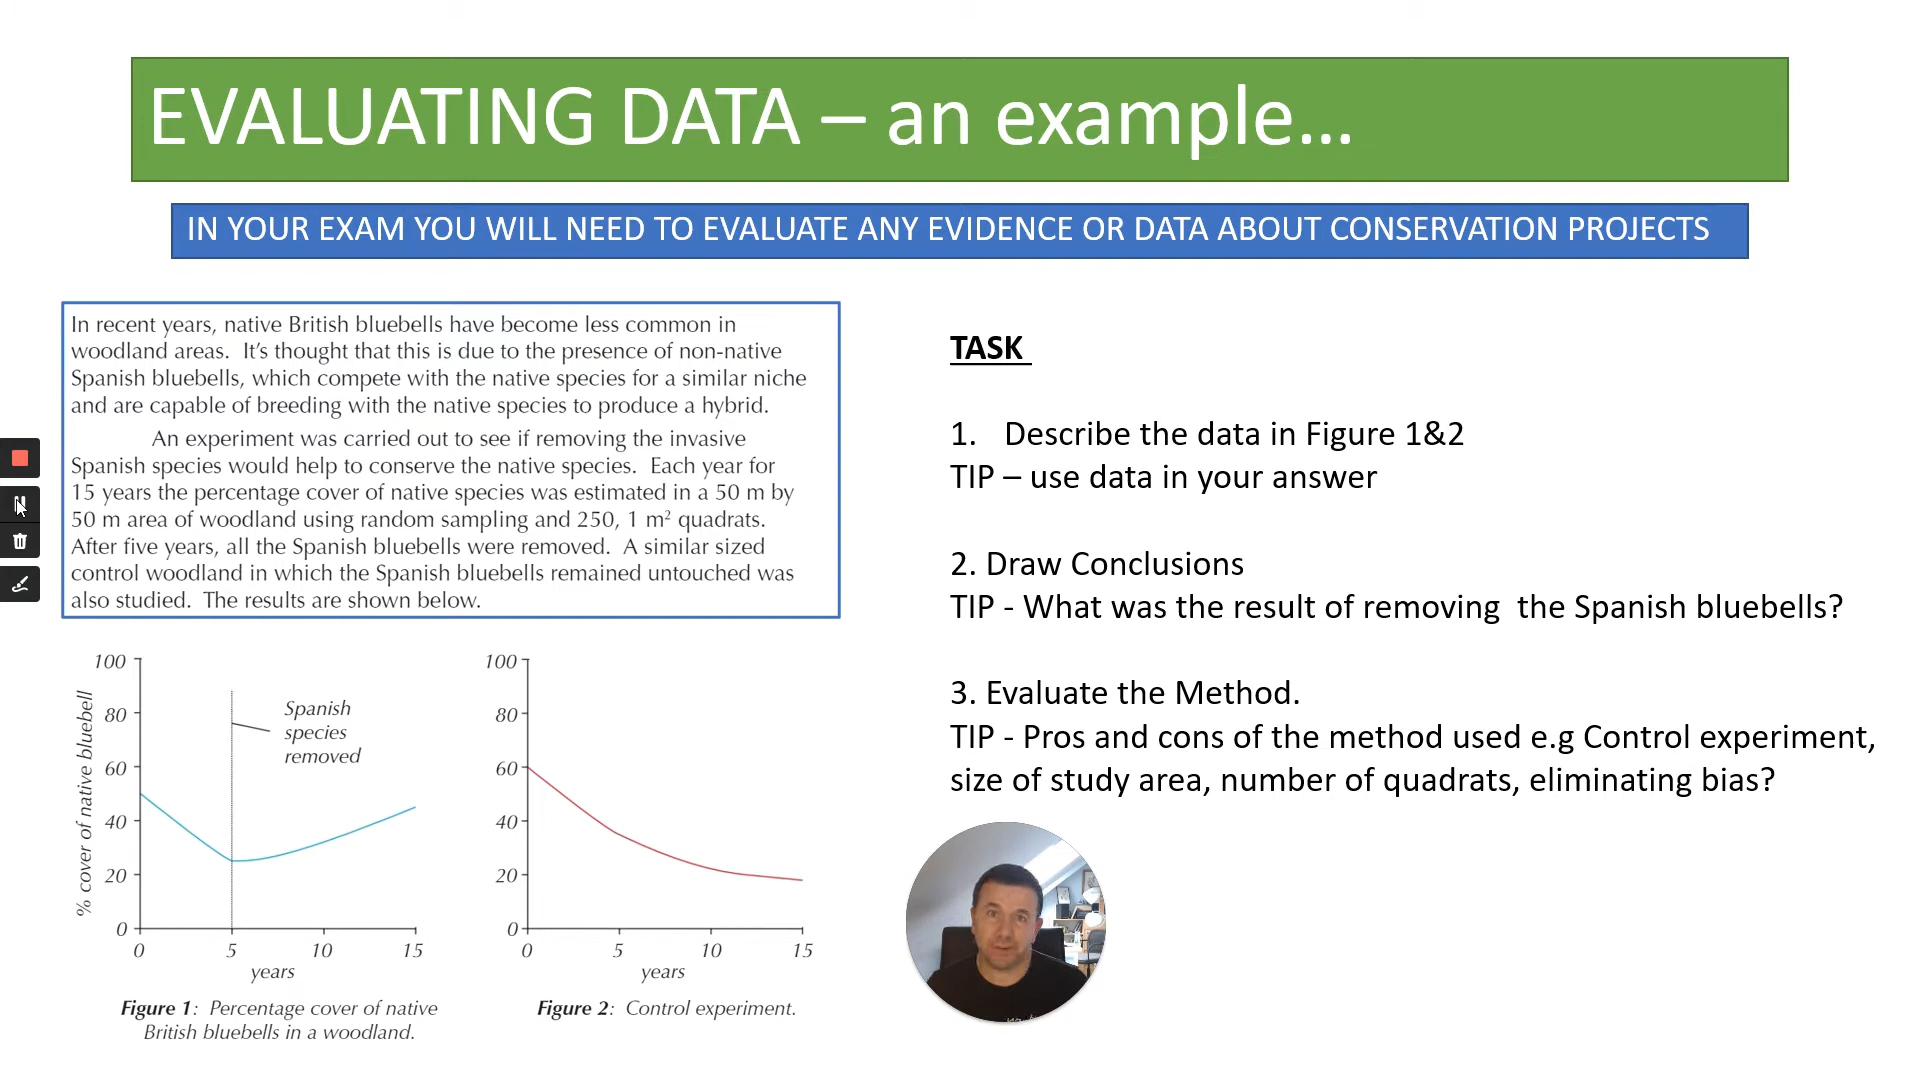 EVALUATING DATA – an example...
IN YOUR EXAM YOU WILL NEED TO EVALUATE ANY EVIDENCE OR DATA ABOUT CONSERVATION PROJECTS
In recent years, native British bluebells have become less common in
woodland areas. It's thought that this is due to the presence of non-native
Spanish bluebells, which compete with the native species for a similar niche
and are capable of breeding with the native species to produce a hybrid.
An experiment was carried out to see if removing the invasive
Spanish species would help to conserve the native species. Each year for
15 years the percentage cover of native species was estimated in a 50 m by
50 m area of woodland using random sampling and 250, 1 m² quadrats.
After five years, all the Spanish bluebells were removed. A similar sized
control woodland in which the Spanish bluebells remained untouched was
also studied. The results are shown below.
% cover of native bluebell
100
80
60
40
20
0
0 5 10 15
years
Spanish
species
removed
Figure 1: Percentage cover of native
British bluebells in a woodland.
100
80
60
40
20
0
0 5 10 15
years
Figure 2: Control experiment.
TASK
1. Describe the data in Figure 1&2
TIP – use data in your answer
2. Draw Conclusions
TIP - What was the result of removing the Spanish bluebells?
3. Evaluate the Method.
TIP - Pros and cons of the method used e.g Control experiment,
size of study area, number of quadrats, eliminating bias?